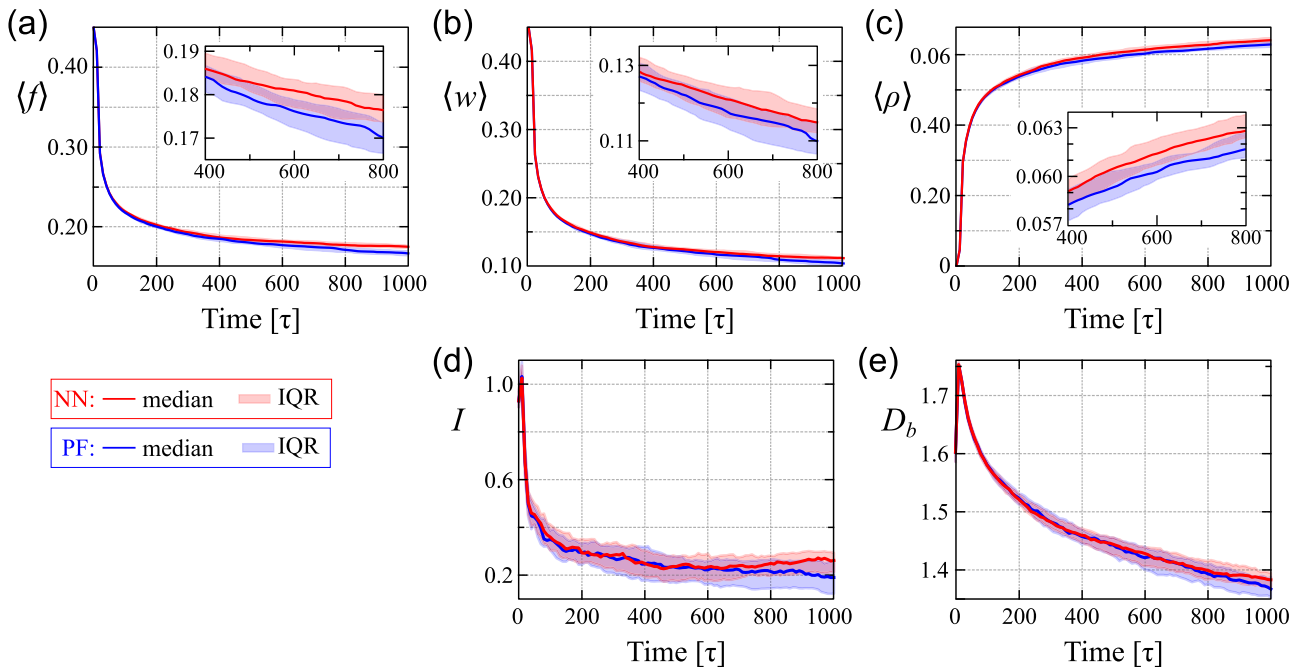 (a)
0.40
0.30
0.20
⟨f⟩
0.19
0.18
0.17
400 600 800
0 200 400 600 800 1000
Time [τ]
(b)
0.40
0.30
0.20
0.10
⟨w⟩
0.13
0.11
400 600 800
0 200 400 600 800 1000
Time [τ]
(c)
0.06
0.40
0.30
0.20
0.10
0
⟨ρ⟩
0.063
0.060
0.057
400 600 800
0 200 400 600 800 1000
Time [τ]
NN: median IQR
PF: median IQR
(d)
1.0
0.6
0.2
I
0 200 400 600 800 1000
Time [τ]
(e)
1.7
1.6
1.5
1.4
D_b
0 200 400 600 800 1000
Time [τ]